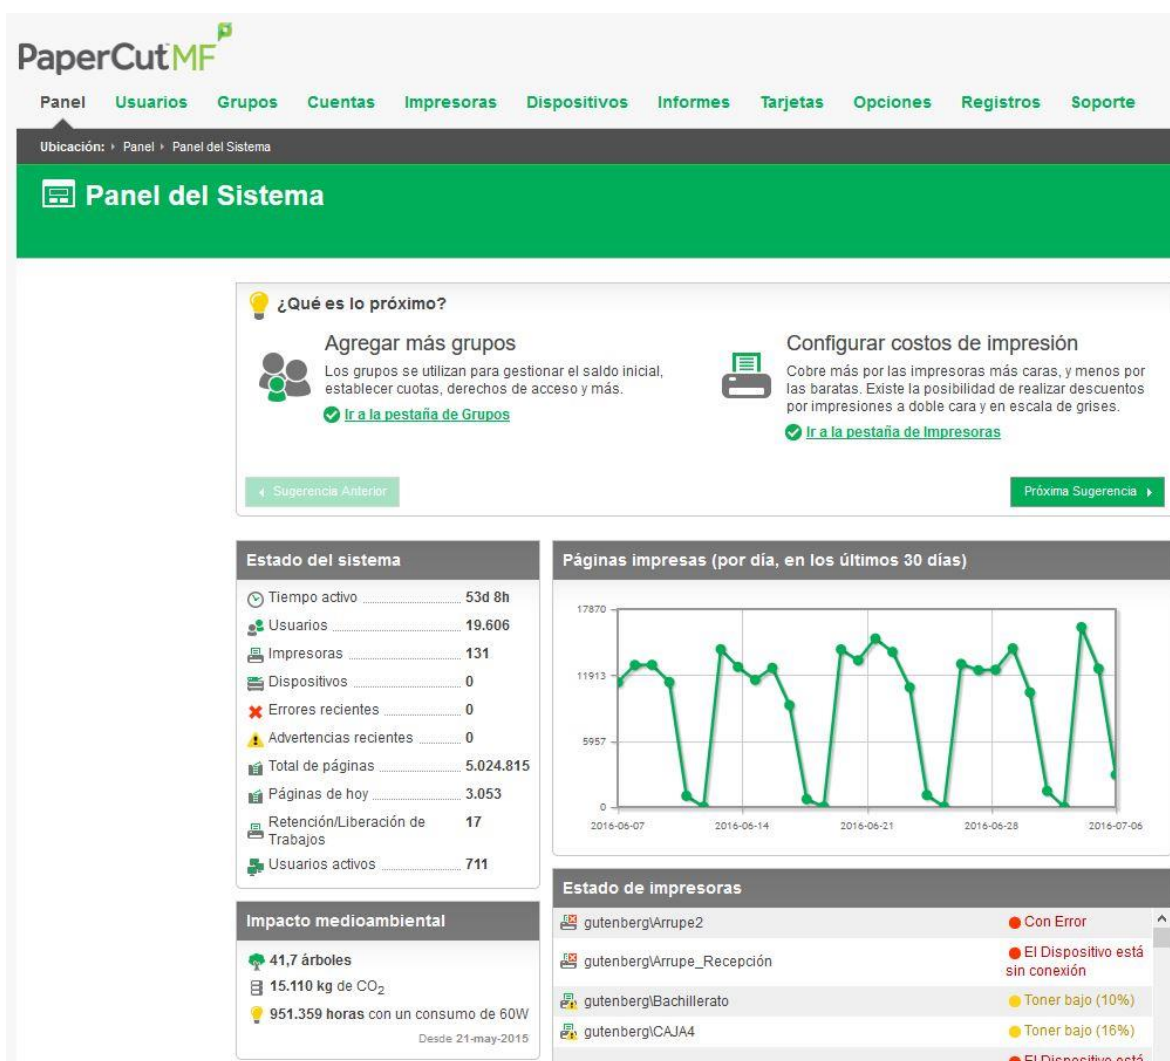 PaperCut MF
Panel Usuarios Grupos Cuentas Impresoras Dispositivos Informes Tarjetas Opciones Registros Soporte
Ubicación: Panel Panel del Sistema
Panel del Sistema
¿Qué es lo próximo?
Agregar más grupos
Los grupos se utilizan para gestionar el saldo inicial,
establecer cuotas, derechos de acceso y más.
Ir a la pestaña de Grupos
Configurar costos de impresión
Cobre más por las impresoras más caras, y menos por
las baratas. Existe la posibilidad de realizar descuentos
por impresiones a doble cara y en escala de grises.
Ir a la pestaña de Impresoras
Sugerencia Anterior
Próxima Sugerencia
Estado del sistema
Tiempo activo 53d 8h
Usuarios 19.606
Impresoras 131
Dispositivos 0
Errores recientes 0
Advertencias recientes 0
Total de páginas 5.024.815
Páginas de hoy 3.053
Retención/Liberación de 17
Trabajos
Usuarios activos 711
Páginas impresas (por día, en los últimos 30 días)
17870
11913
5957
0
2016-06-07 2016-06-14 2016-06-21 2016-06-28 2016-07-06
Impacto medioambiental
41,7 árboles
15.110 kg de CO2
951.359 horas con un consumo de 60W
Desde 21-may-2015
Estado de impresoras
gutenberg\Arrupe2 Con Error
gutenberg\Arrupe_Recepción El Dispositivo está
sin conexión
gutenberg\Bachillerato Toner bajo (10%)
gutenberg\CAJA4 Toner bajo (16%)
El Dispositivo está